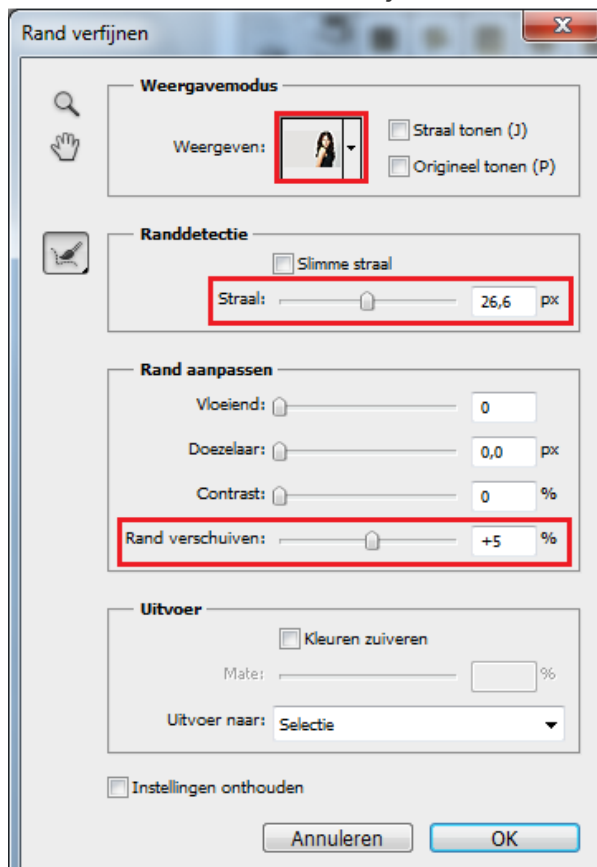 Rand verfijnen
Weergavemodus
Weergeven:
Straal tonen (J)
Origineel tonen (P)
Randdetectie
Slimme straal
Straal: 26,6 px
Rand aanpassen
Vloeiend: 0
Doezelaar: 0,0 px
Contrast: 0 %
Rand verschuiven: +5 %
Uitvoer
Kleuren zuiveren
Mate: %
Uitvoer naar: Selectie
Instellingen onthouden
Annuleren OK